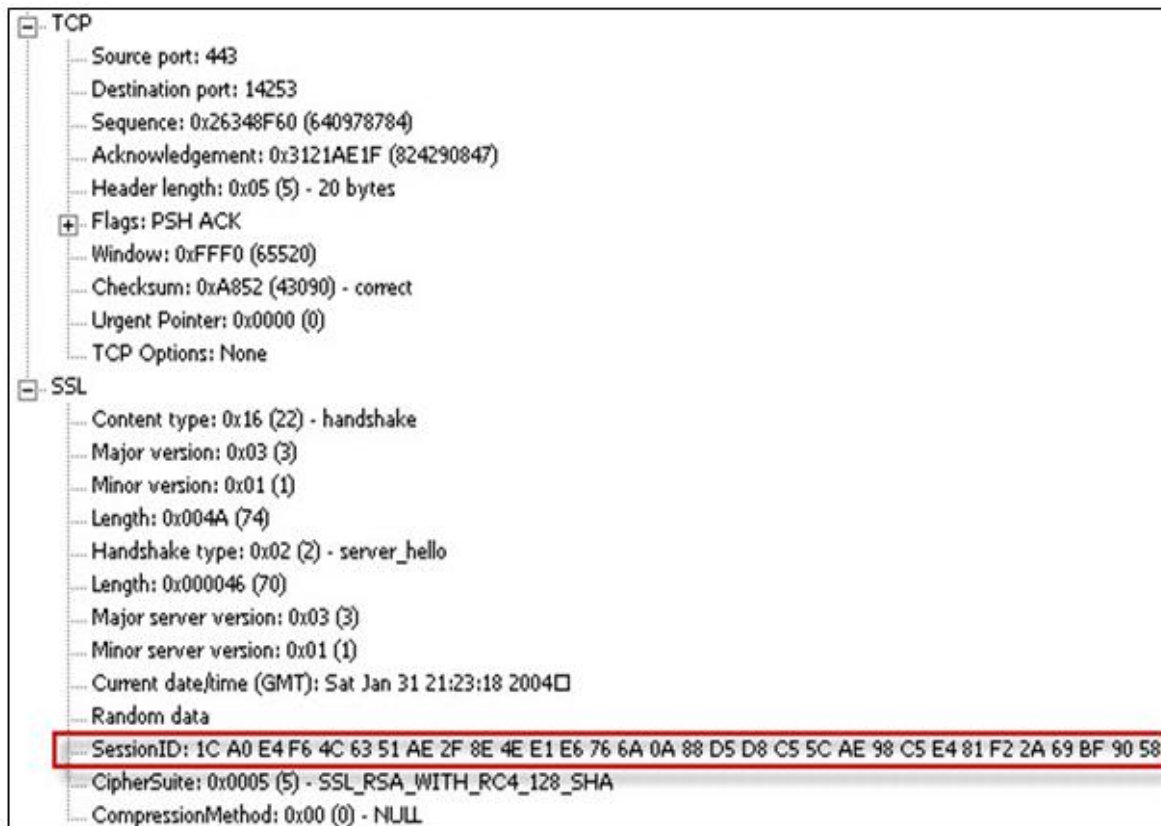 TCP
Source port: 443
Destination port: 14253
Sequence: 0x26348F60 (640978784)
Acknowledgement: 0x3121AE1F (824290847)
Header length: 0x05 (5) - 20 bytes
Flags: PSH ACK
Window: 0xFFF0 (65520)
Checksum: 0xA852 (43090) - correct
Urgent Pointer: 0x0000 (0)
TCP Options: None
SSL
Content type: 0x16 (22) - handshake
Major version: 0x03 (3)
Minor version: 0x01 (1)
Length: 0x004A (74)
Handshake type: 0x02 (2) - server_hello
Length: 0x000046 (70)
Major server version: 0x03 (3)
Minor server version: 0x01 (1)
Current date/time (GMT): Sat Jan 31 21:23:18 2004□
Random data
SessionID: 1C A0 E4 F6 4C 63 51 AE 2F 8E 4E E1 E6 76 6A 0A 88 D5 D8 C5 5C AE 98 C5 E4 81 F2 2A 69 BF 90 58
CipherSuite: 0x0005 (5) - SSL_RSA_WITH_RC4_128_SHA
CompressionMethod: 0x00 (0) - NULL